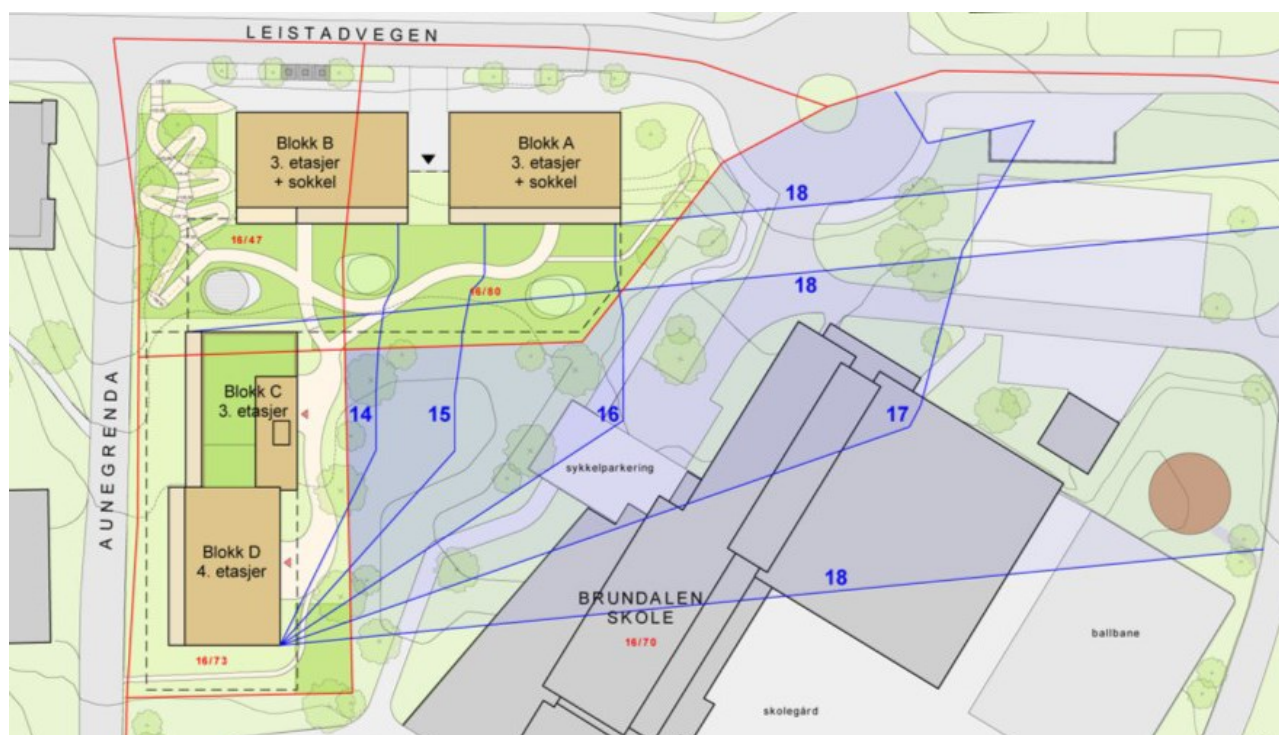 LEISTADVEGEN
Blokk B
3. etasjer
+ sokkel
Blokk A
3. etasjer
+ sokkel
18
16/47
16/80
18
AUNEGRENDA
Blokk C
3. etasjer
14
15
16
17
sykkelparkering
Blokk D
4. etasjer
18
BRUNDALEN
SKOLE
16/70
ballbane
16/73
skolegård